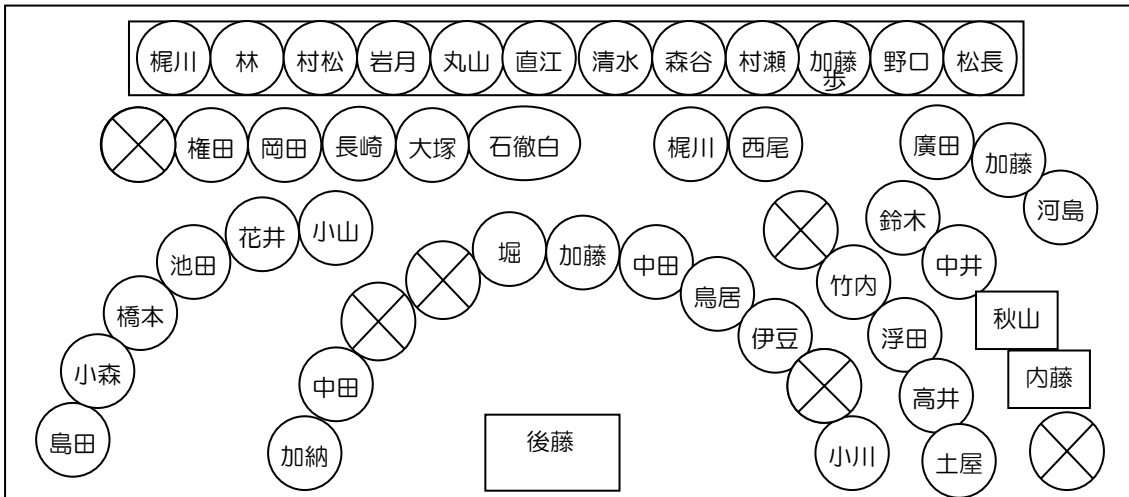 梶川 林 村松 岩月 丸山 直江 清水 森谷 村瀬 加藤歩 野口 松長
権田 岡田 長崎 大塚 石徹白 梶川 西尾 廣田 加藤 河島
小山 花井 池田 橋本 小森 島田
堀 加藤 中田 鳥居 伊豆 小川
中田 加納
鈴木 中井 秋山 内藤
竹内 浮田 高井 土屋
後藤